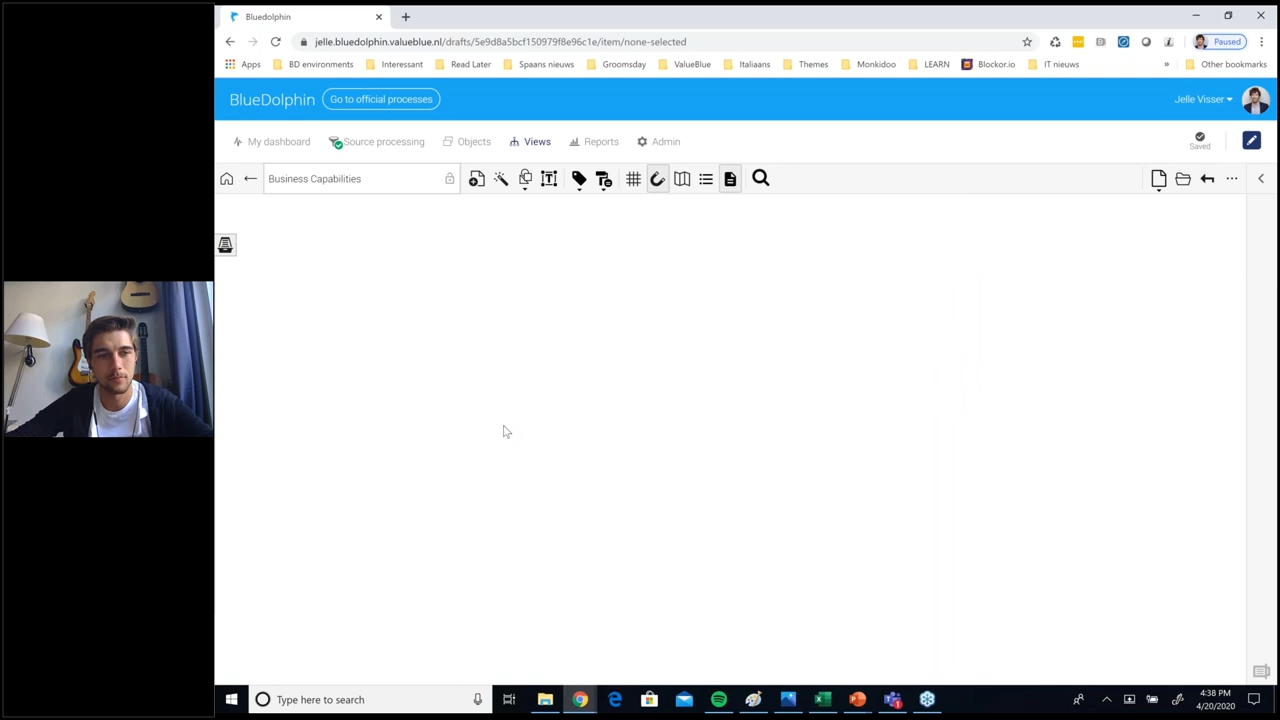 Bluedolphin
jelle.bluedolphin.valueblue.nl/drafts/5e9d8a5bcf150979f8e96c1e/item/none-selected
Paused
Apps BD environments Interessant Read Later Spaans nieuws Groomsday ValueBlue Italiaans Themes Monkidoo LEARN Blockor.io IT nieuws » Other bookmarks
BlueDolphin Go to official processes Jelle Visser
My dashboard Source processing Objects Views Reports Admin Saved
Business Capabilities
Type here to search
4:38 PM
4/20/2020